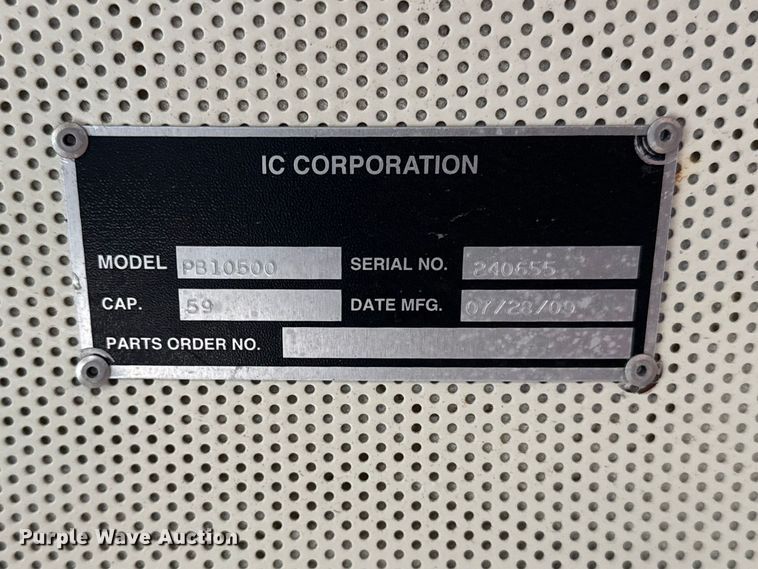 IC CORPORATION
MODEL PB10500 SERIAL NO. 240655
CAP. 59 DATE MFG. 07/28/09
PARTS ORDER NO.
Purple Wave Auction